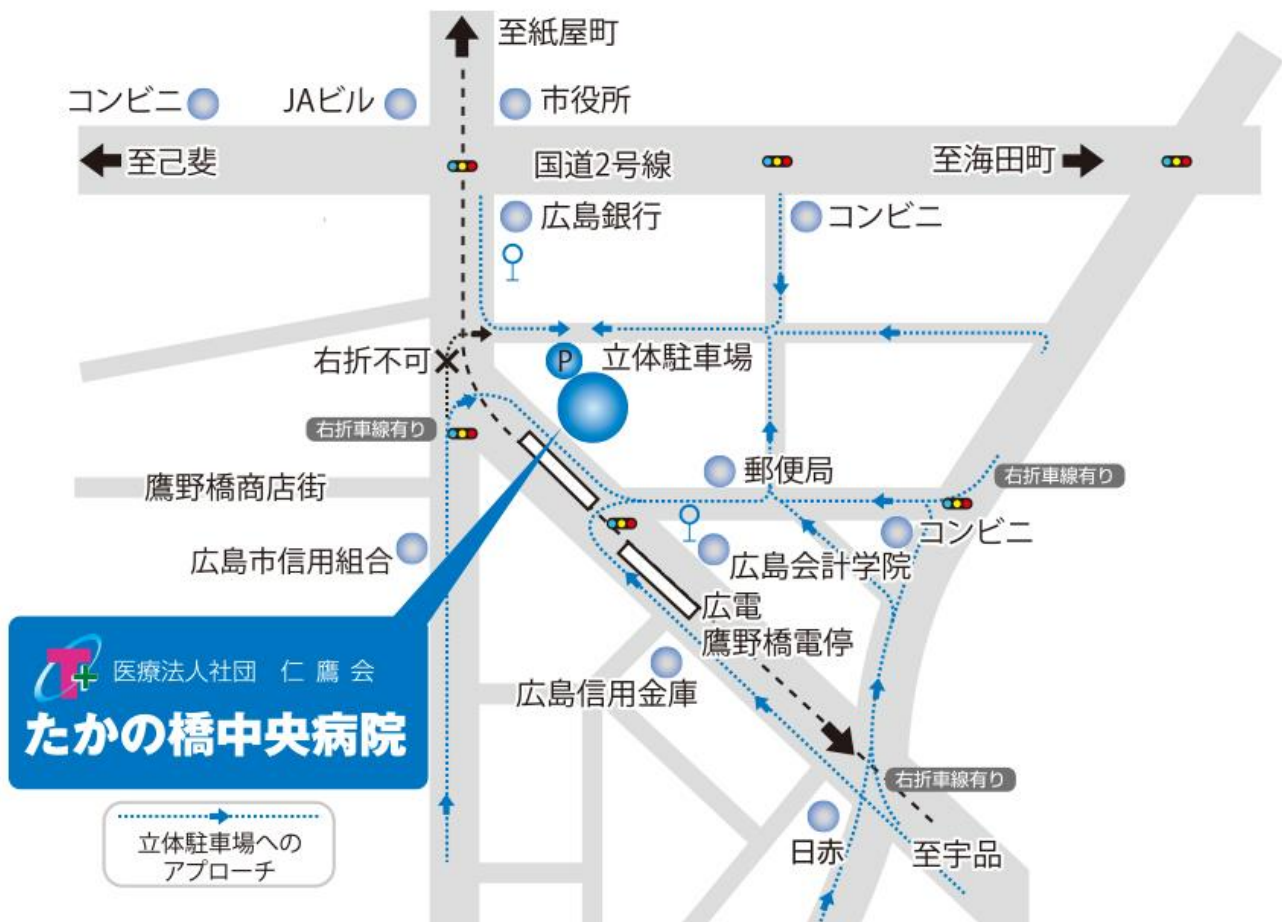 至紙屋町
コンビニ
JAビル
市役所
至己斐
国道2号線
至海田町
広島銀行
コンビニ
右折不可
P
立体駐車場
右折車線有り
鷹野橋商店街
郵便局
右折車線有り
コンビニ
広島市信用組合
広島会計学院
広電
鷹野橋電停
広島信用金庫
T+
医療法人社団 仁鷹会
たかの橋中央病院
右折車線有り
立体駐車場への
アプローチ
日赤
至宇品